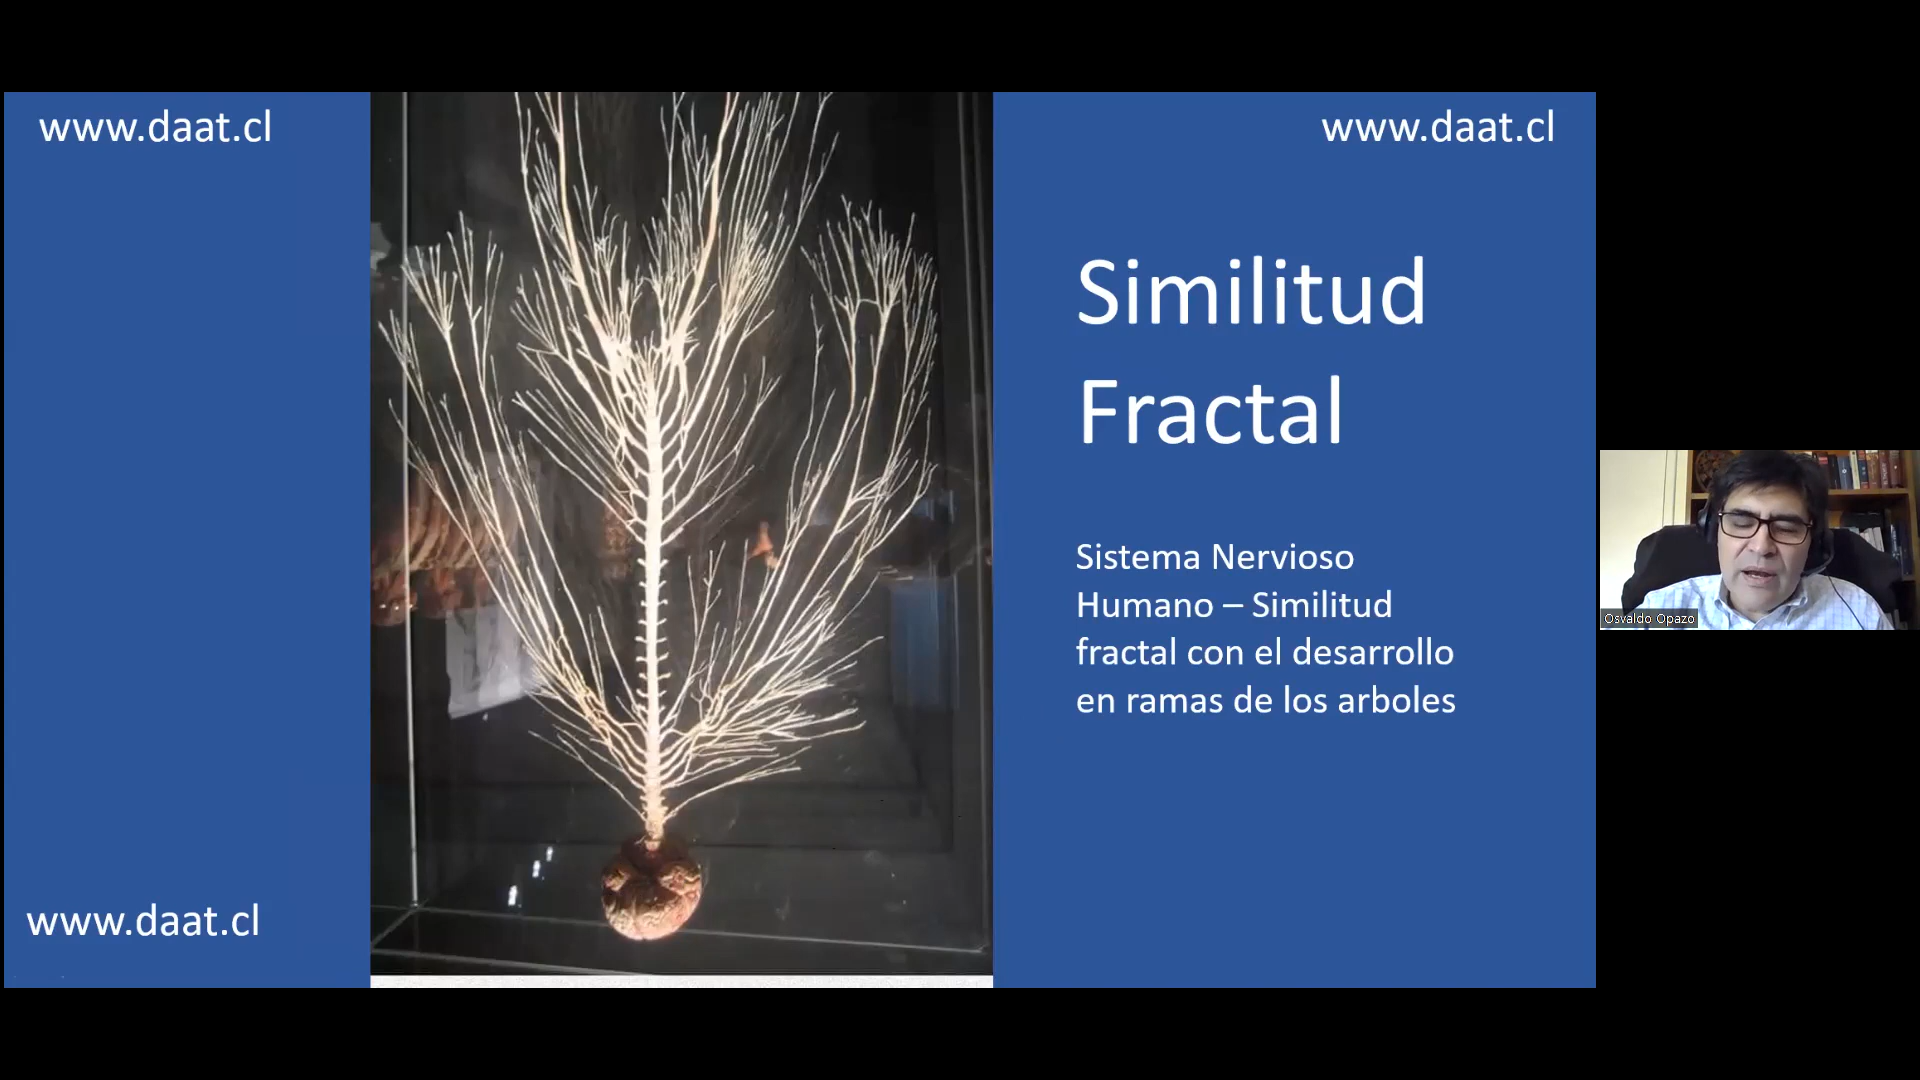 www.daat.cl
www.daat.cl
Similitud
Fractal
Sistema Nervioso
Humano – Similitud
fractal con el desarrollo
en ramas de los arboles
Osvaldo Opazo
www.daat.cl